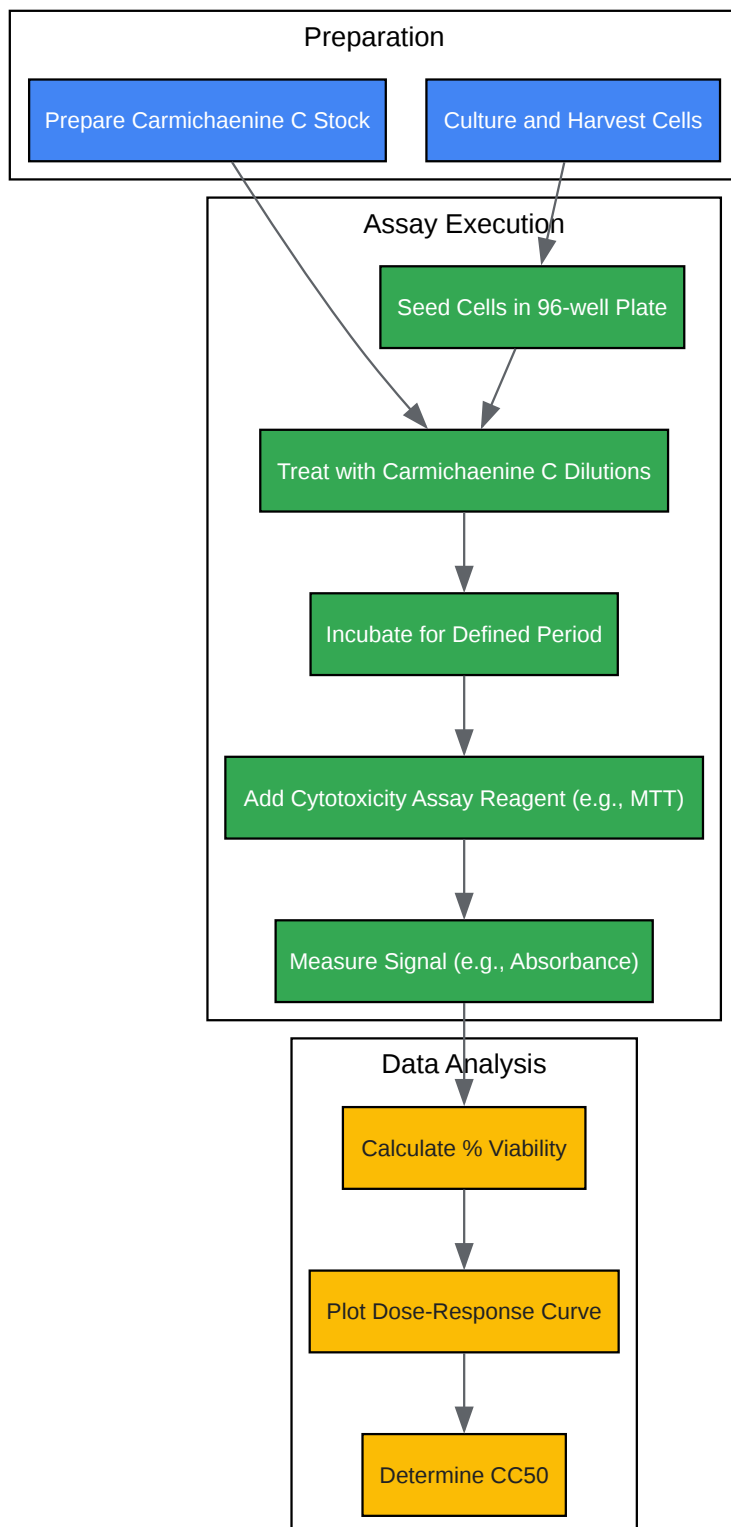 Preparation
Prepare Carmichaenine C Stock
Culture and Harvest Cells
Assay Execution
Seed Cells in 96-well Plate
Treat with Carmichaenine C Dilutions
Incubate for Defined Period
Add Cytotoxicity Assay Reagent (e.g., MTT)
Measure Signal (e.g., Absorbance)
Data Analysis
Calculate % Viability
Plot Dose-Response Curve
Determine CC50